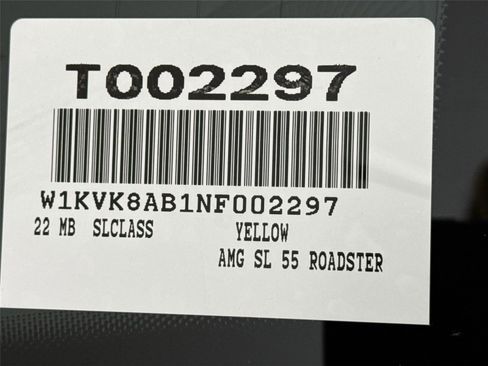 T002297
W1KVK8AB1NF002297
22 MB SLCLASS YELLOW
AMG SL 55 ROADSTER